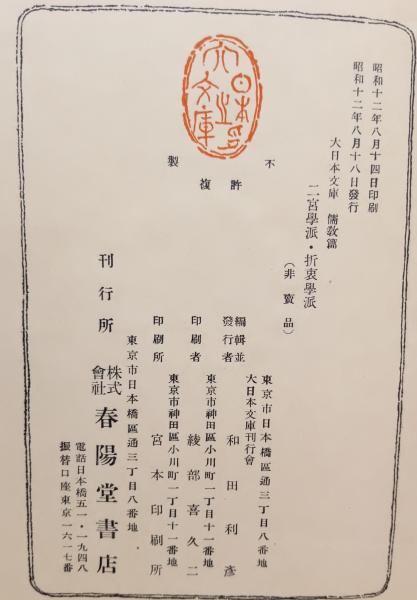 昭和十二年八月十四日印刷
昭和十二年八月十八日發行
大日本文庫 儒敎篇
二宮學派・折衷學派
（非賣品）
不許複製
東京市日本橋區通三丁目八番地
大日本文庫刊行會
編輯並發行者 和田利彥
東京市神田區小川町一丁目十一番地
印刷者 綾部喜久二
東京市神田區小川町一丁目十一番地
印刷所 宮本印刷所
東京市日本橋區通三丁目八番地
刊行所 株式會社 春陽堂書店
電話日本橋五一・一九四八
振替口座東京一六一七番